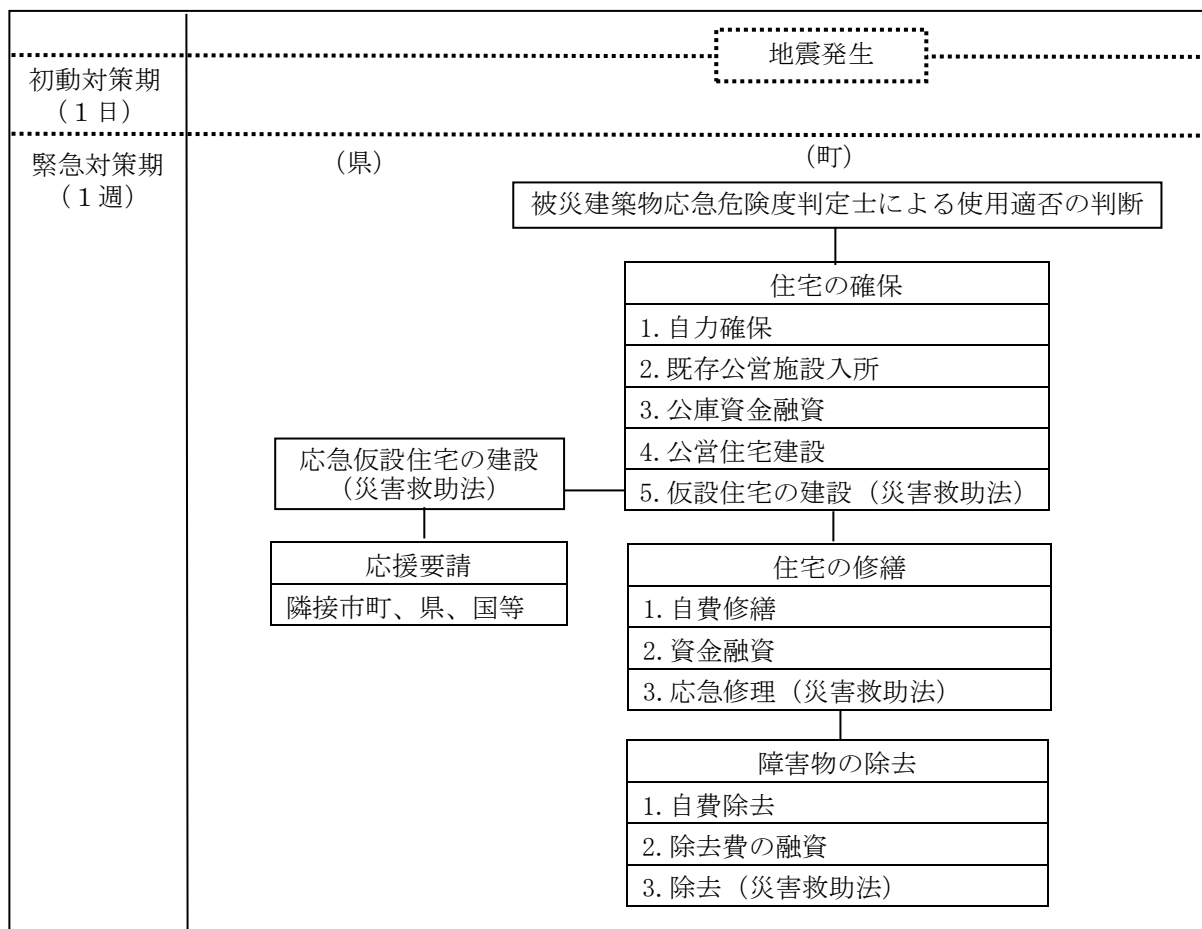 地震発生
初動対策期
（１日）
緊急対策期
（１週）
（県）
（町）
被災建築物応急危険度判定士による使用適否の判断
住宅の確保
1.自力確保
2.既存公営施設入所
3.公庫資金融資
4.公営住宅建設
5.仮設住宅の建設（災害救助法）
応急仮設住宅の建設
（災害救助法）
応援要請
隣接市町、県、国等
住宅の修繕
1.自費修繕
2.資金融資
3.応急修理（災害救助法）
障害物の除去
1.自費除去
2.除去費の融資
3.除去（災害救助法）